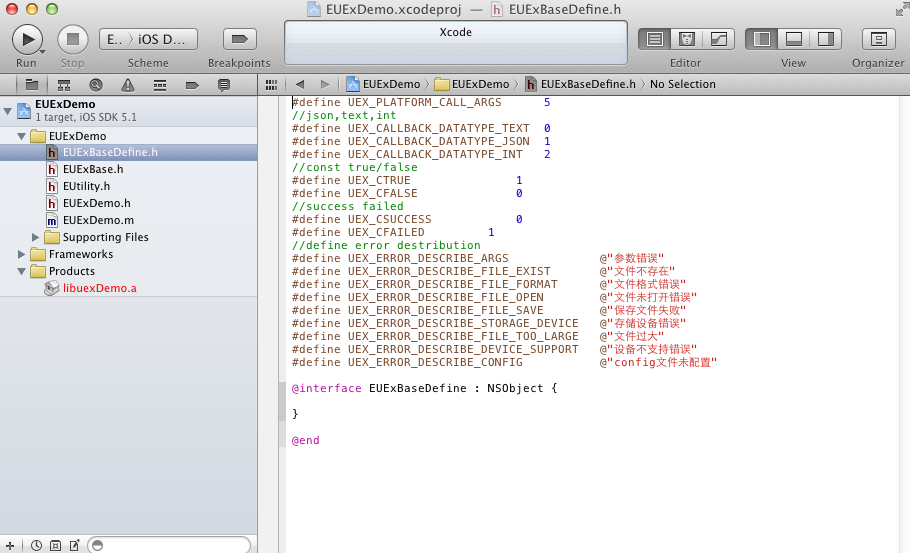 EUExDemo.xcodeproj — EUExBaseDefine.h
Xcode
E.. iOS D...
Run Stop Scheme Breakpoints Editor View Organizer
EUExDemo EUExDemo EUExBaseDefine.h No Selection
EUExDemo
1 target, iOS SDK 5.1
EUExDemo
EUExBaseDefine.h
EUExBase.h
EUtility.h
EUExDemo.h
EUExDemo.m
Supporting Files
Frameworks
Products
libuexDemo.a
#define UEX_PLATFORM_CALL_ARGS 5
//json,text,int
#define UEX_CALLBACK_DATATYPE_TEXT 0
#define UEX_CALLBACK_DATATYPE_JSON 1
#define UEX_CALLBACK_DATATYPE_INT 2
//const true/false
#define UEX_CTRUE 1
#define UEX_CFALSE 0
//success failed
#define UEX_CSUCCESS 0
#define UEX_CFAILED 1
//define error destribution
#define UEX_ERROR_DESCRIBE_ARGS @"参数错误"
#define UEX_ERROR_DESCRIBE_FILE_EXIST @"文件不存在"
#define UEX_ERROR_DESCRIBE_FILE_FORMAT @"文件格式错误"
#define UEX_ERROR_DESCRIBE_FILE_OPEN @"文件未打开错误"
#define UEX_ERROR_DESCRIBE_FILE_SAVE @"保存文件失败"
#define UEX_ERROR_DESCRIBE_STORAGE_DEVICE @"存储设备错误"
#define UEX_ERROR_DESCRIBE_FILE_TOO_LARGE @"文件过大"
#define UEX_ERROR_DESCRIBE_DEVICE_SUPPORT @"设备不支持错误"
#define UEX_ERROR_DESCRIBE_CONFIG @"config文件未配置"
@interface EUExBaseDefine : NSObject {
}
@end